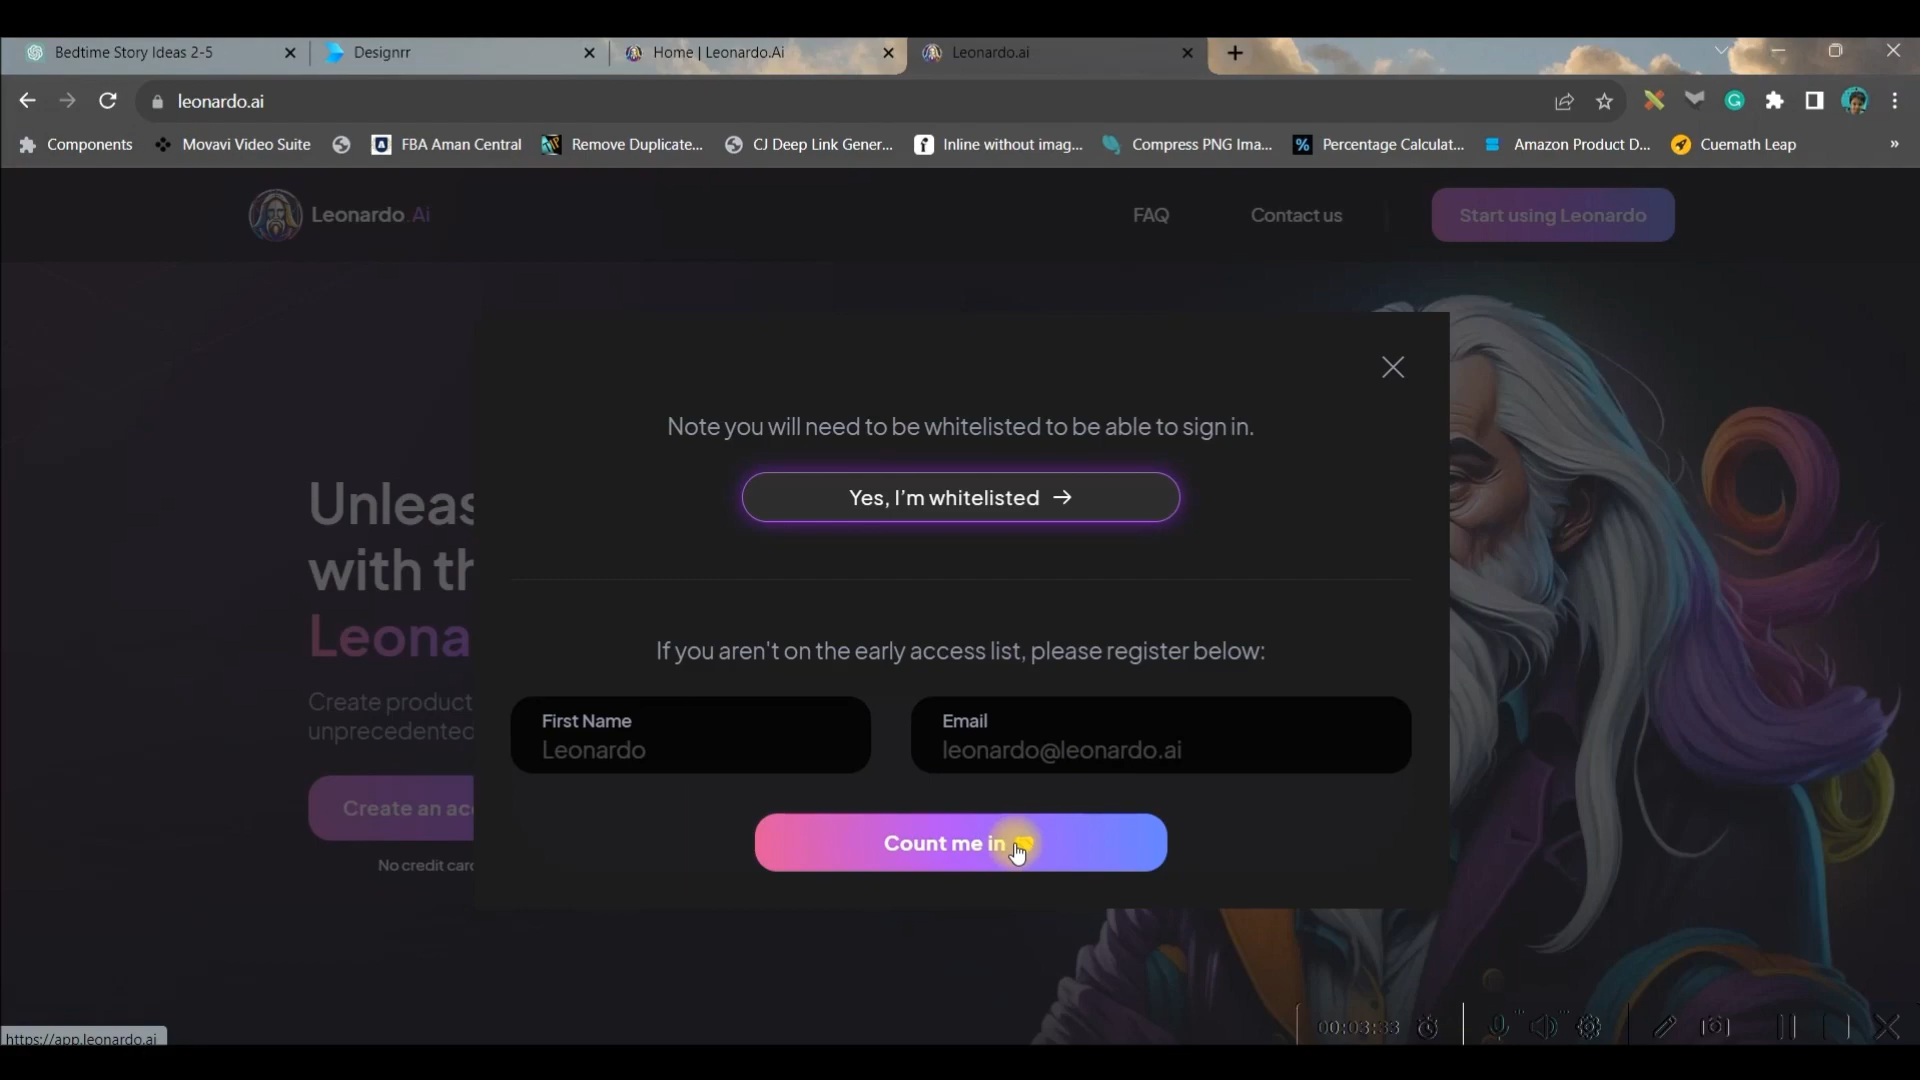 Bedtime Story Ideas 2-5
Designrr
Home | Leonardo.Ai
Leonardo.ai
leonardo.ai
Components
Movavi Video Suite
FBA Aman Central
Remove Duplicate...
CJ Deep Link Gener...
Inline without imag...
Compress PNG Ima...
Percentage Calculat...
Amazon Product D...
Cuemath Leap
»
Leonardo.Ai
FAQ
Contact us
Start using Leonardo
Note you will need to be whitelisted to be able to sign in.
Yes, I'm whitelisted →
Unleas
with th
Leona
If you aren't on the early access list, please register below:
Create product
unprecedented
First Name
Leonardo
Email
leonardo@leonardo.ai
Create an acc
Count me in
No credit card
https://app.leonardo.ai
00:03:33